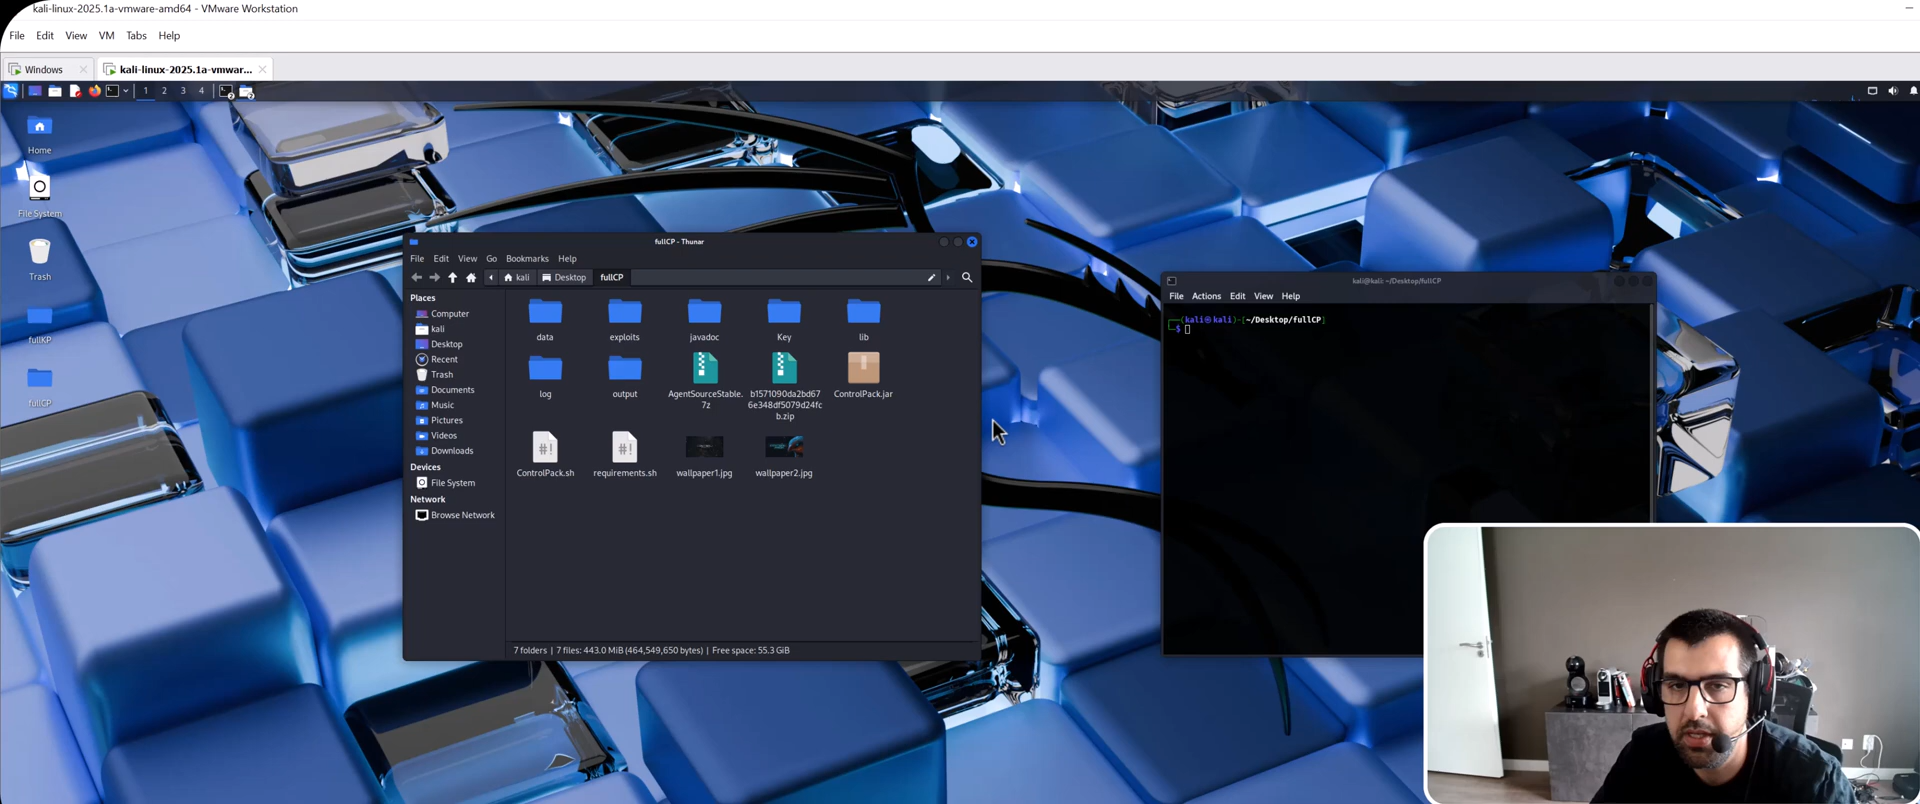 kali-linux-2025.1a-vmware-amd64 - VMware Workstation
File Edit View VM Tabs Help
Windows
kali-linux-2025.1a-vmwar...
1 2 3 4
Home
File System
Trash
fullKP
fullCP
fullCP - Thunar
File Edit View Go Bookmarks Help
kali Desktop fullCP
Places
Computer
kali
Desktop
Recent
Trash
Documents
Music
Pictures
Videos
Downloads
Devices
File System
Network
Browse Network
data exploits javadoc Key lib
log output AgentSourceStable.
7z
b1571090da2bd67
6e348df5079d24fc
b.zip
ControlPack.jar
ControlPack.sh requirements.sh wallpaper1.jpg wallpaper2.jpg
7 folders | 7 files: 443.0 MiB (464,549,650 bytes) | Free space: 55.3 GiB
kali@kali: ~/Desktop/fullCP
File Actions Edit View Help
(kali㉿kali)-[~/Desktop/fullCP]
$